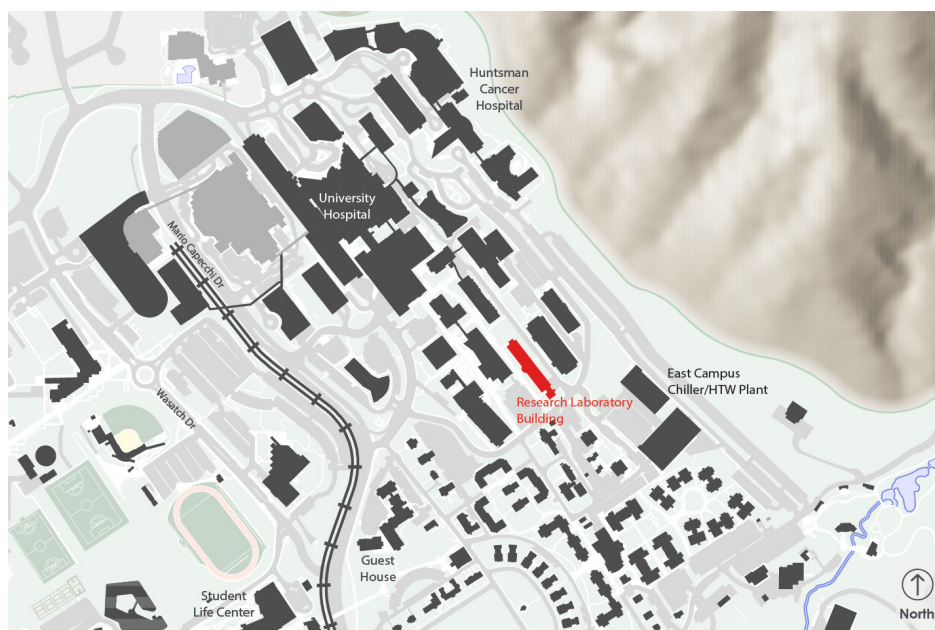 Huntsman
Cancer
Hospital
University
Hospital
Mario Capecchi Dr
East Campus
Chiller/HTW Plant
Research Laboratory
Building
Wasatch Dr
Guest
House
Student
Life Center
North